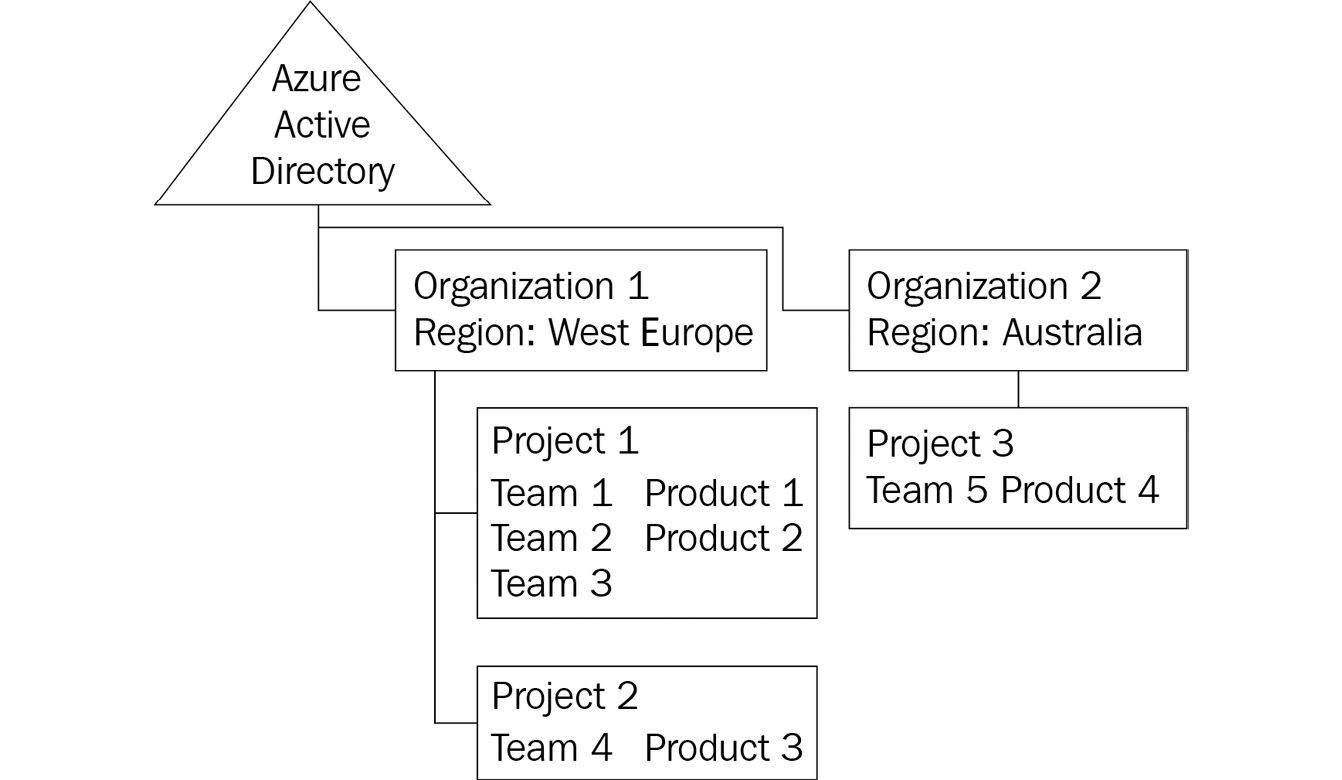 Azure
Active
Directory
Organization 1
Region: West Europe
Organization 2
Region: Australia
Project 1
Team 1 Product 1
Team 2 Product 2
Team 3
Project 3
Team 5 Product 4
Project 2
Team 4 Product 3